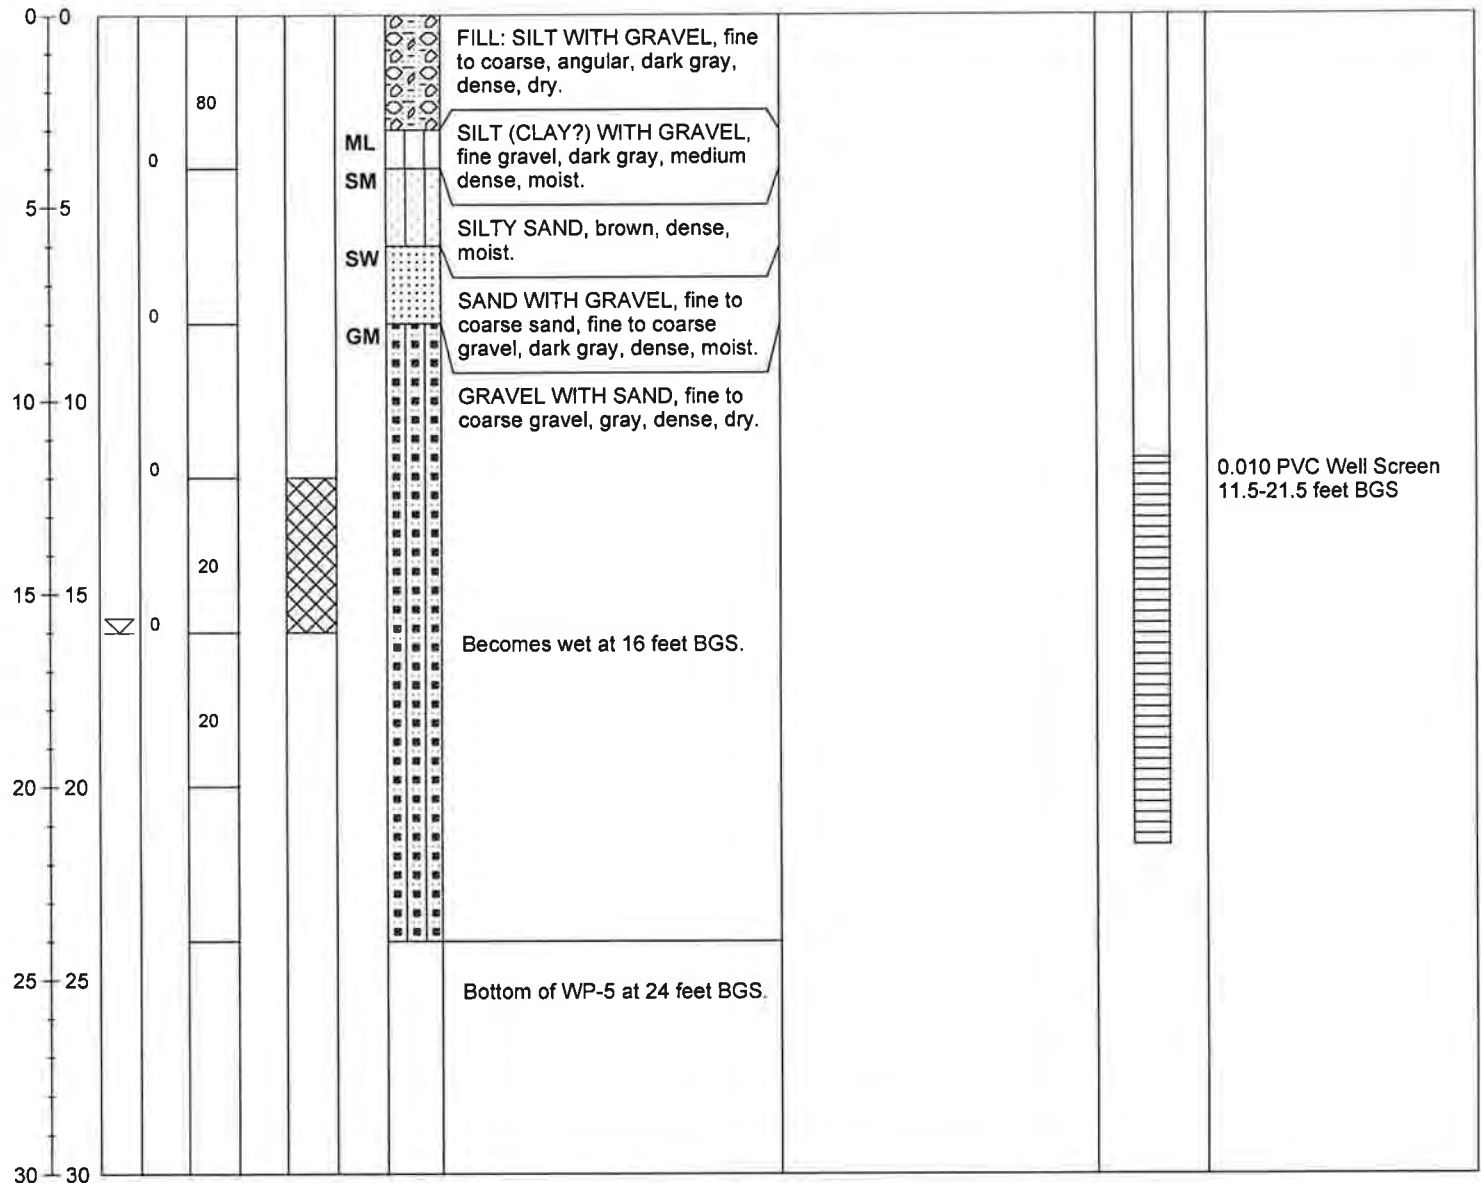 0 0
FILL: SILT WITH GRAVEL, fine
to coarse, angular, dark gray,
dense, dry.
80
ML
SILT (CLAY?) WITH GRAVEL,
fine gravel, dark gray, medium
dense, moist.
0
SM
5 5
SILTY SAND, brown, dense,
moist.
SW
SAND WITH GRAVEL, fine to
coarse sand, fine to coarse
gravel, dark gray, dense, moist.
0
GM
10 10
GRAVEL WITH SAND, fine to
coarse gravel, gray, dense, dry.
0
0.010 PVC Well Screen
11.5-21.5 feet BGS
20
15 15
0
Becomes wet at 16 feet BGS.
20
20 20
25 25
Bottom of WP-5 at 24 feet BGS.
30 30